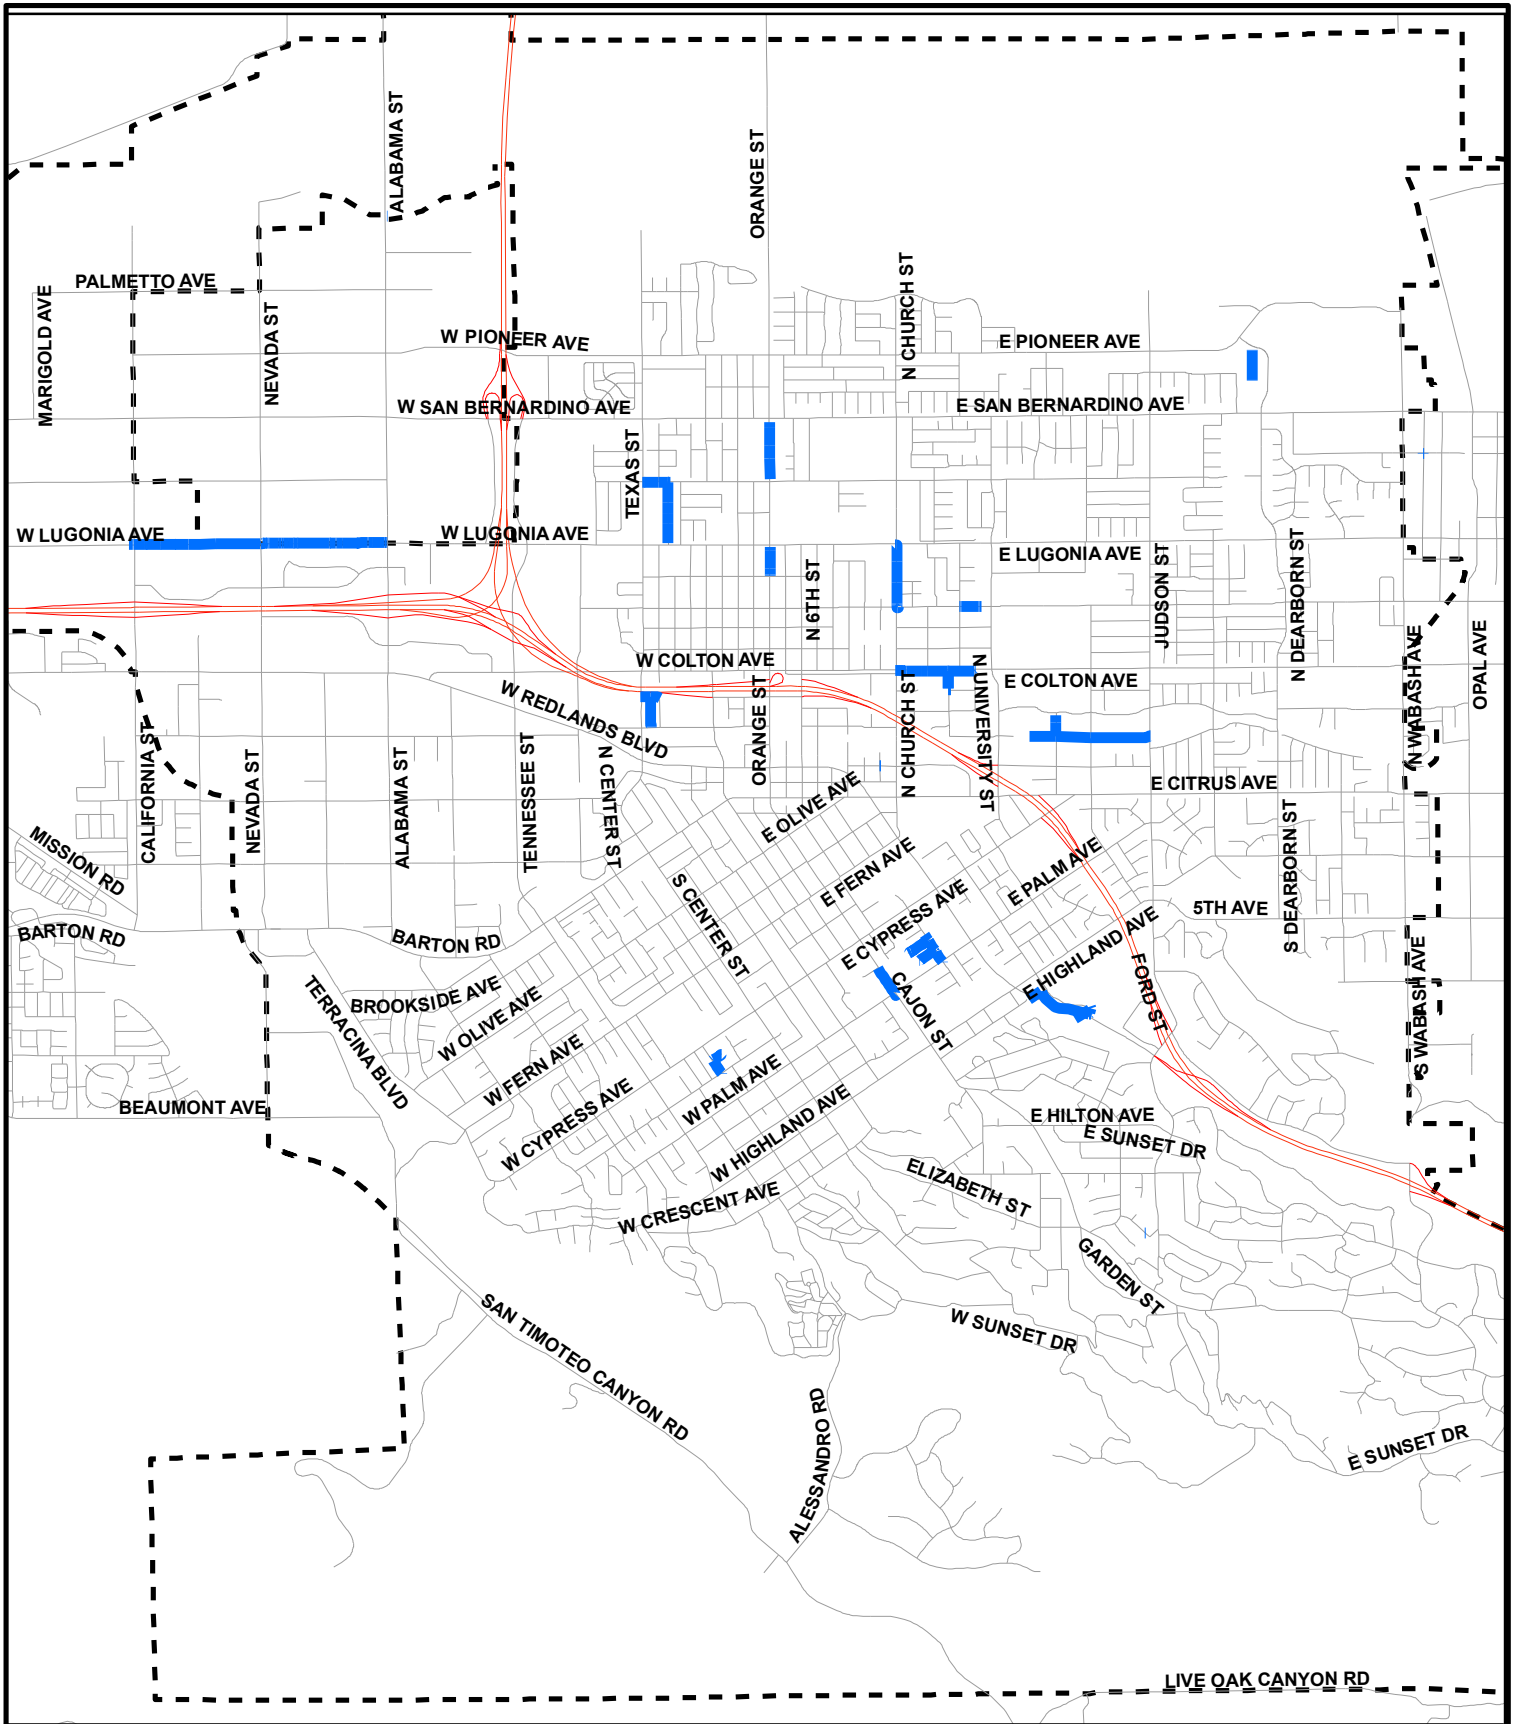 ALABAMA ST
ORANGE ST
PALMETTO AVE
MARIGOLD AVE
NEVADA ST
N CHURCH ST
W PIONEER AVE
E PIONEER AVE
W SAN BERNARDINO AVE
E SAN BERNARDINO AVE
TEXAS ST
W LUGONIA AVE
W LUGONIA AVE
E LUGONIA AVE
N 6TH ST
JUDSON ST
N DEARBORN ST
N WABASH AVE
OPAL AVE
W COLTON AVE
E COLTON AVE
W REDLANDS BLVD
ORANGE ST
N CHURCH ST
N UNIVERSITY ST
CALIFORNIA ST
NEVADA ST
ALABAMA ST
TENNESSEE ST
N CENTER ST
E CITRUS AVE
E OLIVE AVE
MISSION RD
E FERN AVE
E PALM AVE
S DEARBORN ST
S CENTER ST
E CYPRESS AVE
5TH AVE
BARTON RD
BARTON RD
E HIGHLAND AVE
FORD ST
S WABASH AVE
CAJON ST
TERRACINA BLVD
BROOKSIDE AVE
W OLIVE AVE
W FERN AVE
W PALM AVE
BEAUMONT AVE
W CYPRESS AVE
W HIGHLAND AVE
E HILTON AVE
E SUNSET DR
ELIZABETH ST
W CRESCENT AVE
GARDEN ST
SAN TIMOTEO CANYON RD
W SUNSET DR
ALESSANDRO RD
E SUNSET DR
LIVE OAK CANYON RD